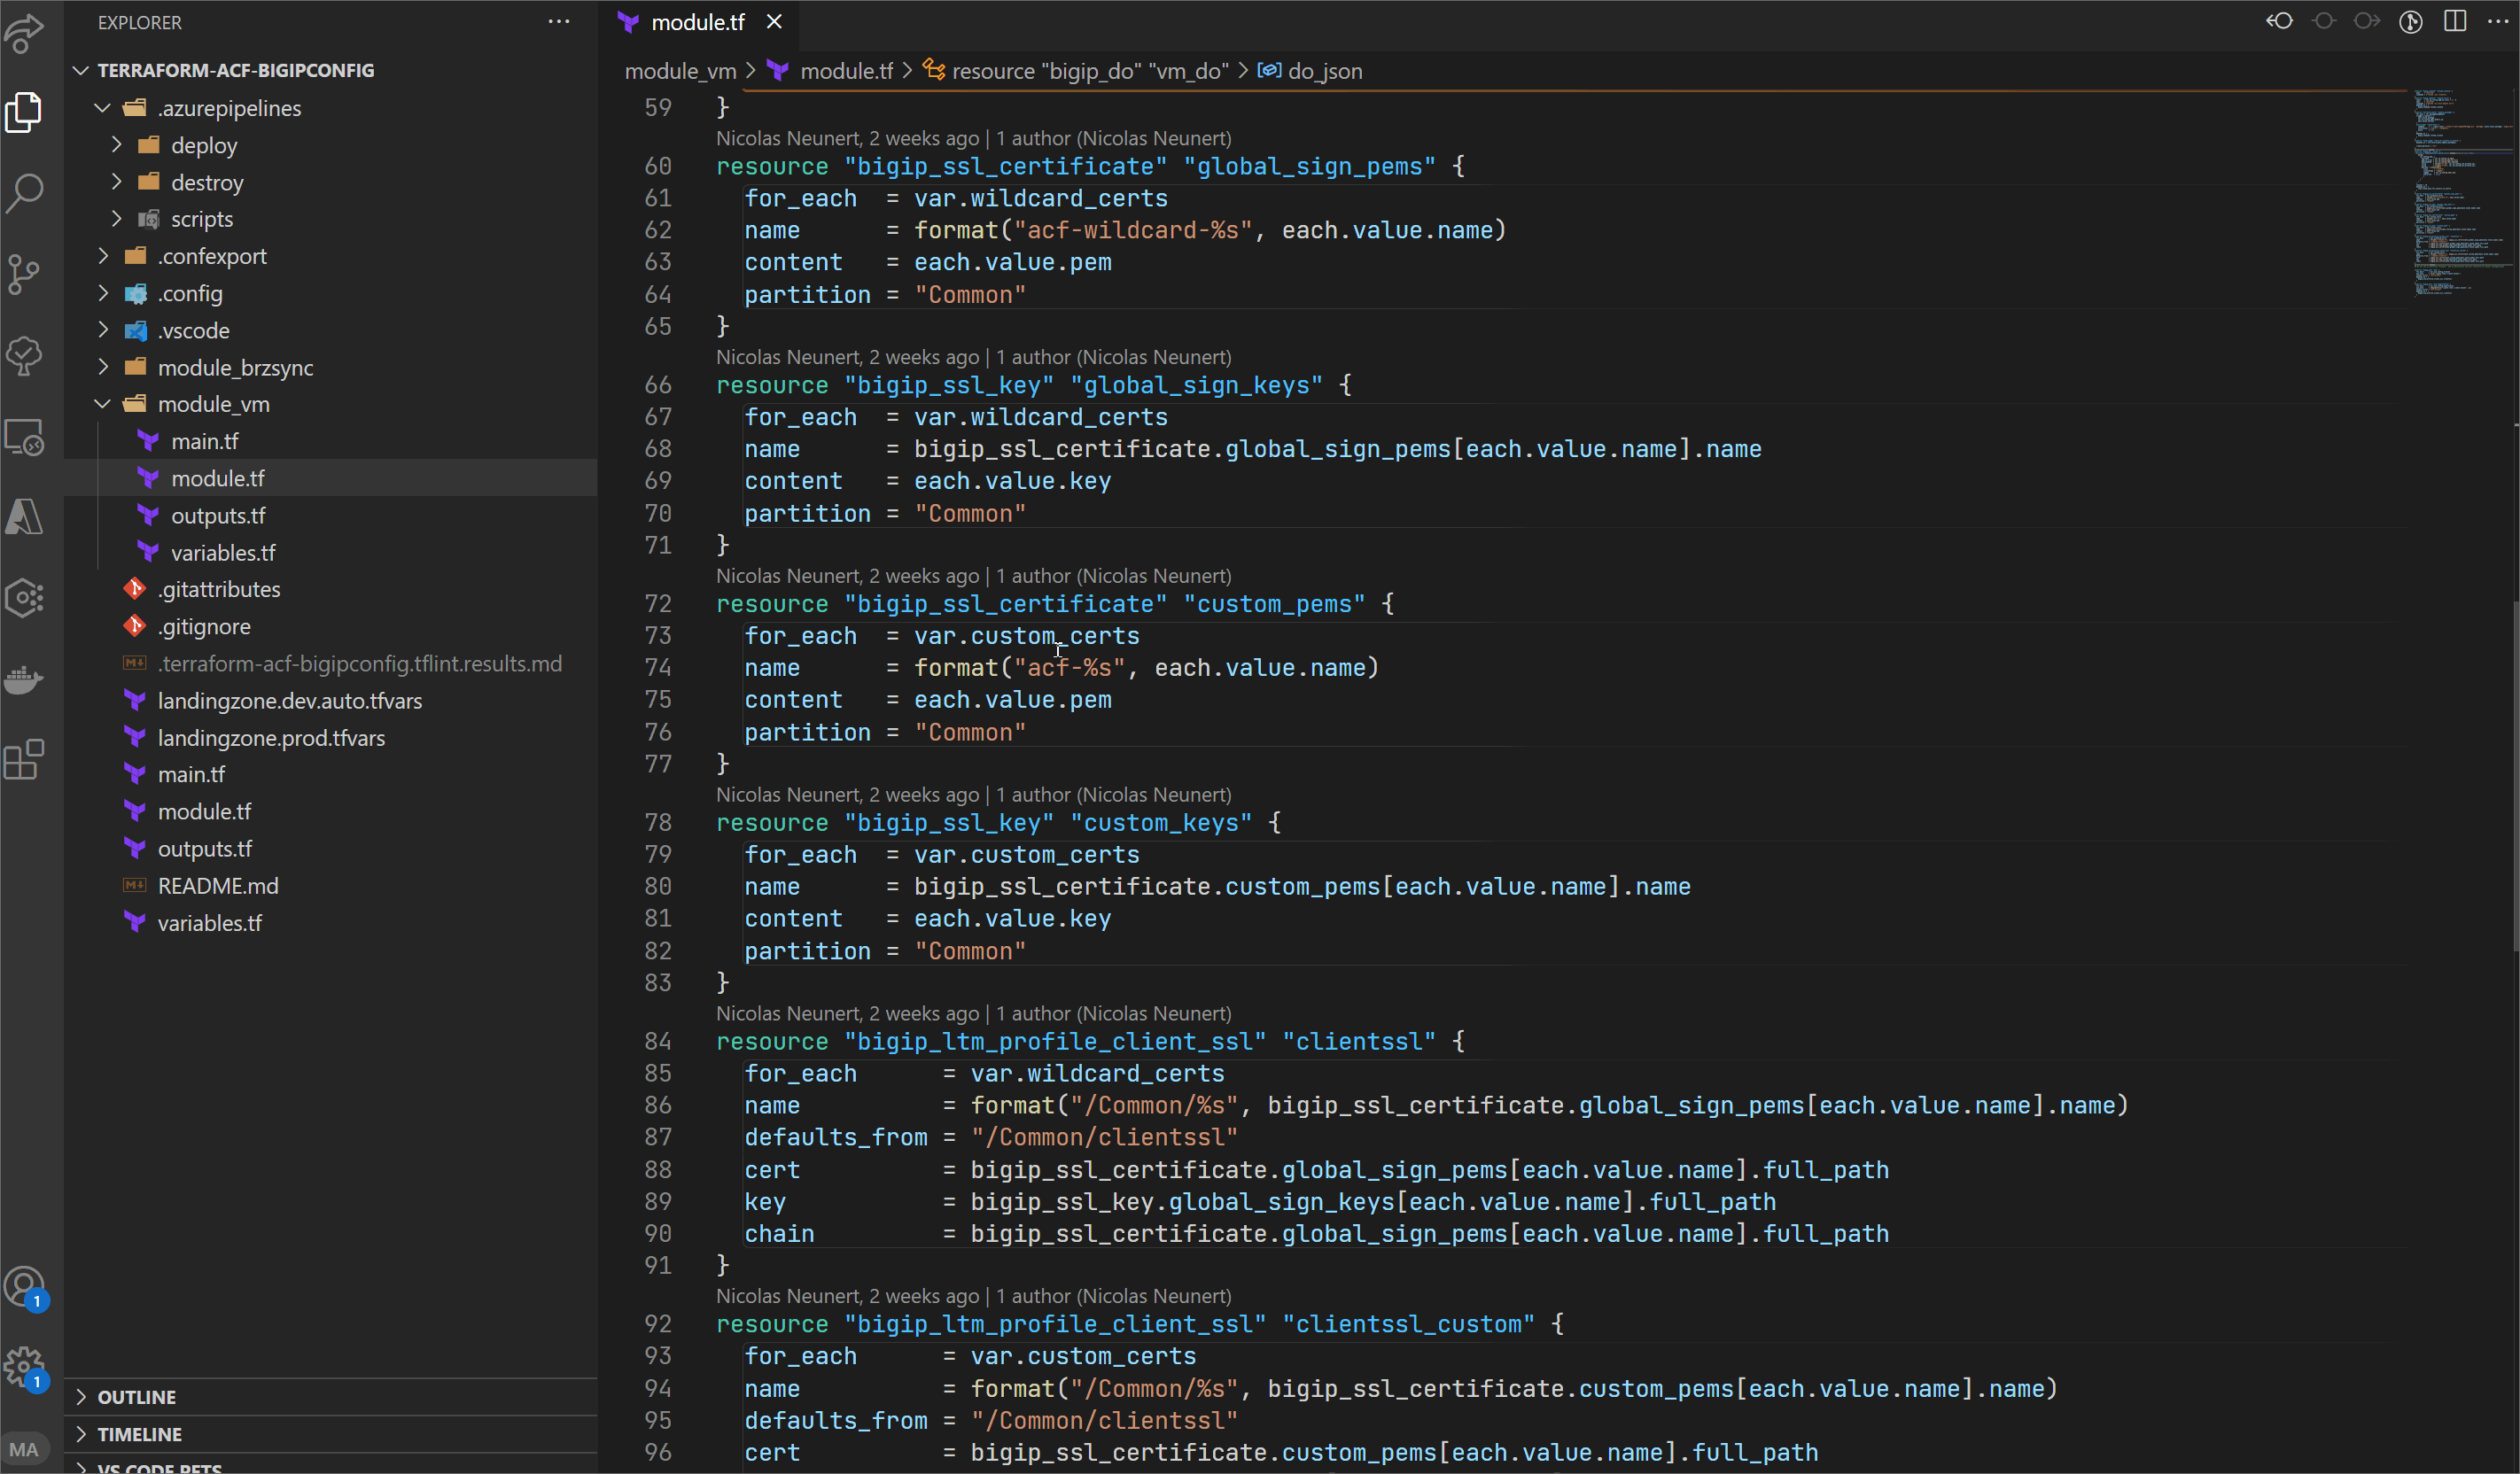 EXPLORER
TERRAFORM-ACF-BIGIPCONFIG
.azurepipelines
deploy
destroy
scripts
.confexport
.config
.vscode
module_brzsync
module_vm
main.tf
module.tf
outputs.tf
variables.tf
.gitattributes
.gitignore
.terraform-acf-bigipconfig.tflint.results.md
landingzone.dev.auto.tfvars
landingzone.prod.tfvars
main.tf
module.tf
outputs.tf
README.md
variables.tf
OUTLINE
TIMELINE
VS CODE PETS
1
1
MA
module.tf
module_vm > module.tf > resource "bigip_do" "vm_do" > do_json
59 }
Nicolas Neunert, 2 weeks ago | 1 author (Nicolas Neunert)
60 resource "bigip_ssl_certificate" "global_sign_pems" {
61 for_each = var.wildcard_certs
62 name = format("acf-wildcard-%s", each.value.name)
63 content = each.value.pem
64 partition = "Common"
65 }
Nicolas Neunert, 2 weeks ago | 1 author (Nicolas Neunert)
66 resource "bigip_ssl_key" "global_sign_keys" {
67 for_each = var.wildcard_certs
68 name = bigip_ssl_certificate.global_sign_pems[each.value.name].name
69 content = each.value.key
70 partition = "Common"
71 }
Nicolas Neunert, 2 weeks ago | 1 author (Nicolas Neunert)
72 resource "bigip_ssl_certificate" "custom_pems" {
73 for_each = var.custom_certs
74 name = format("acf-%s", each.value.name)
75 content = each.value.pem
76 partition = "Common"
77 }
Nicolas Neunert, 2 weeks ago | 1 author (Nicolas Neunert)
78 resource "bigip_ssl_key" "custom_keys" {
79 for_each = var.custom_certs
80 name = bigip_ssl_certificate.custom_pems[each.value.name].name
81 content = each.value.key
82 partition = "Common"
83 }
Nicolas Neunert, 2 weeks ago | 1 author (Nicolas Neunert)
84 resource "bigip_ltm_profile_client_ssl" "clientssl" {
85 for_each = var.wildcard_certs
86 name = format("/Common/%s", bigip_ssl_certificate.global_sign_pems[each.value.name].name)
87 defaults_from = "/Common/clientssl"
88 cert = bigip_ssl_certificate.global_sign_pems[each.value.name].full_path
89 key = bigip_ssl_key.global_sign_keys[each.value.name].full_path
90 chain = bigip_ssl_certificate.global_sign_pems[each.value.name].full_path
91 }
Nicolas Neunert, 2 weeks ago | 1 author (Nicolas Neunert)
92 resource "bigip_ltm_profile_client_ssl" "clientssl_custom" {
93 for_each = var.custom_certs
94 name = format("/Common/%s", bigip_ssl_certificate.custom_pems[each.value.name].name)
95 defaults_from = "/Common/clientssl"
96 cert = bigip_ssl_certificate.custom_pems[each.value.name].full_path